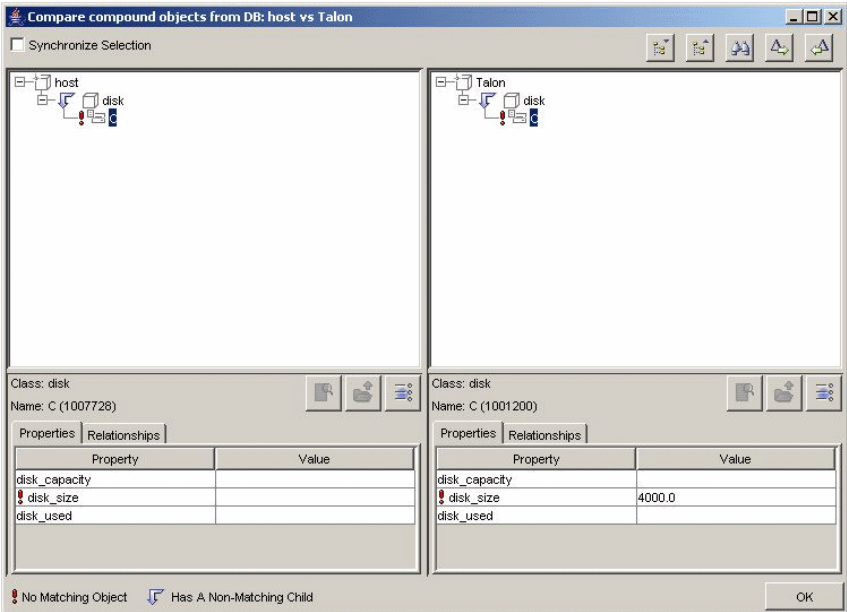 Compare compound objects from DB: host vs Talon
Synchronize Selection
host
disk
C
Talon
disk
C
Class: disk
Name: C (1007728)
Properties Relationships
Property Value
disk_capacity
disk_size
disk_used
Class: disk
Name: C (1001200)
Properties Relationships
Property Value
disk_capacity
disk_size 4000.0
disk_used
No Matching Object Has A Non-Matching Child
OK